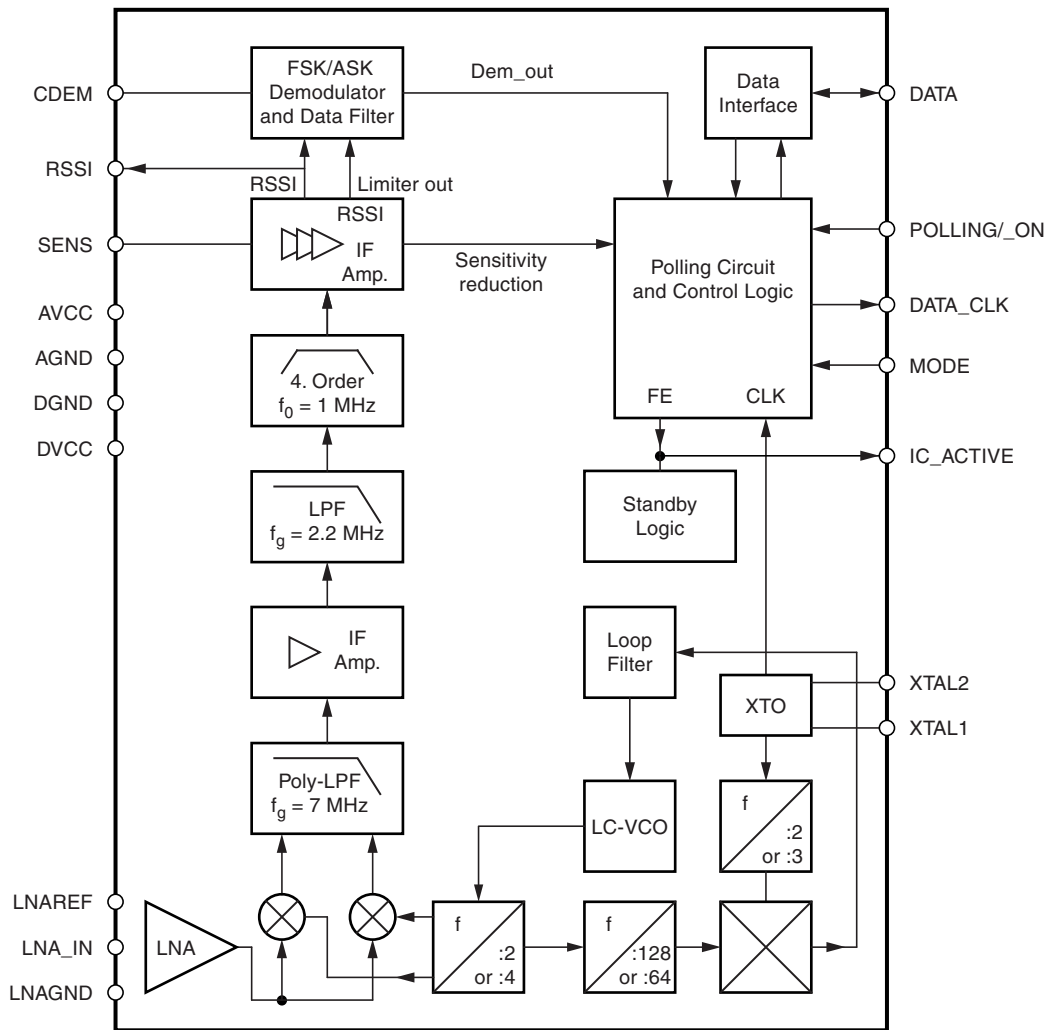 CDEM
RSSI
SENS
AVCC
AGND
DGND
DVCC
LNAREF
LNA_IN
LNAGND
FSK/ASK
Demodulator
and Data Filter
Dem_out
RSSI
Limiter out
RSSI
IF
Amp.
Sensitivity
reduction
4. Order
f0 = 1 MHz
LPF
fg = 2.2 MHz
IF
Amp.
Poly-LPF
fg = 7 MHz
LNA
Data
Interface
Polling Circuit
and Control Logic
FE
CLK
Standby
Logic
Loop
Filter
XTO
LC-VCO
f
:2
or :3
f
:2
or :4
f
:128
or :64
DATA
POLLING/_ON
DATA_CLK
MODE
IC_ACTIVE
XTAL2
XTAL1